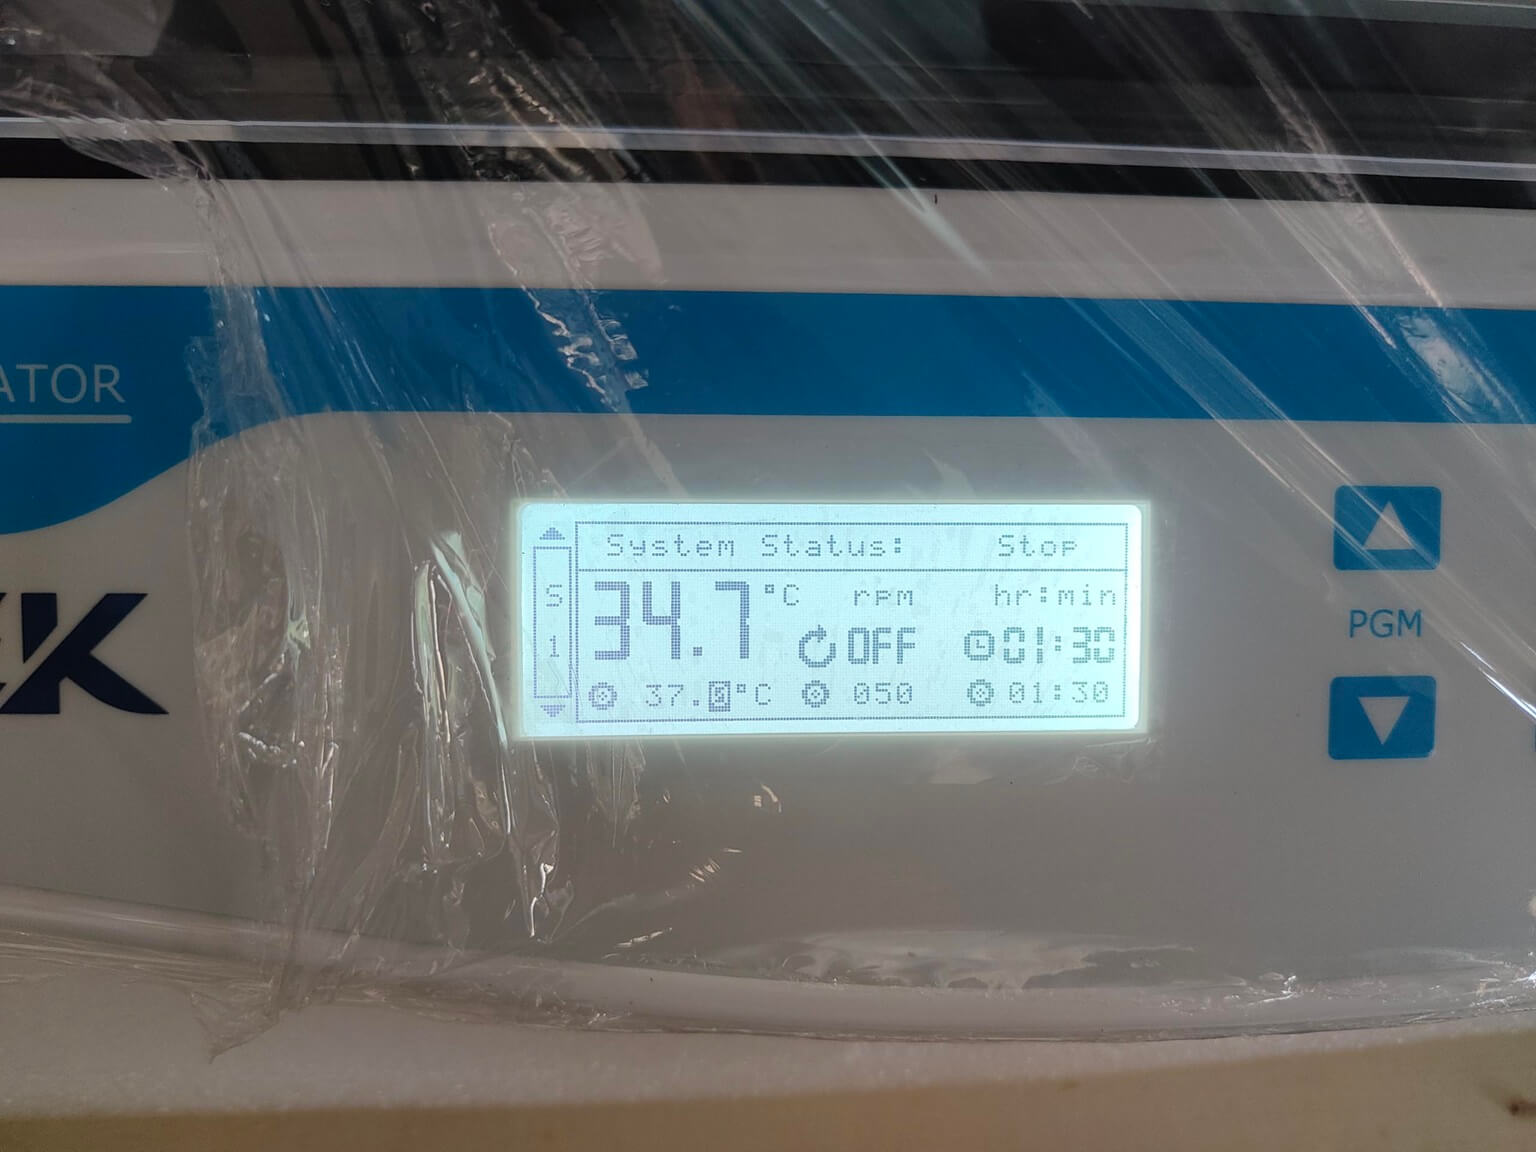 ATOR
K
System Status: Stop
S
1
34.7 °C rpm hr:min
OFF 01:30
37.0°C 050 01:30
PGM